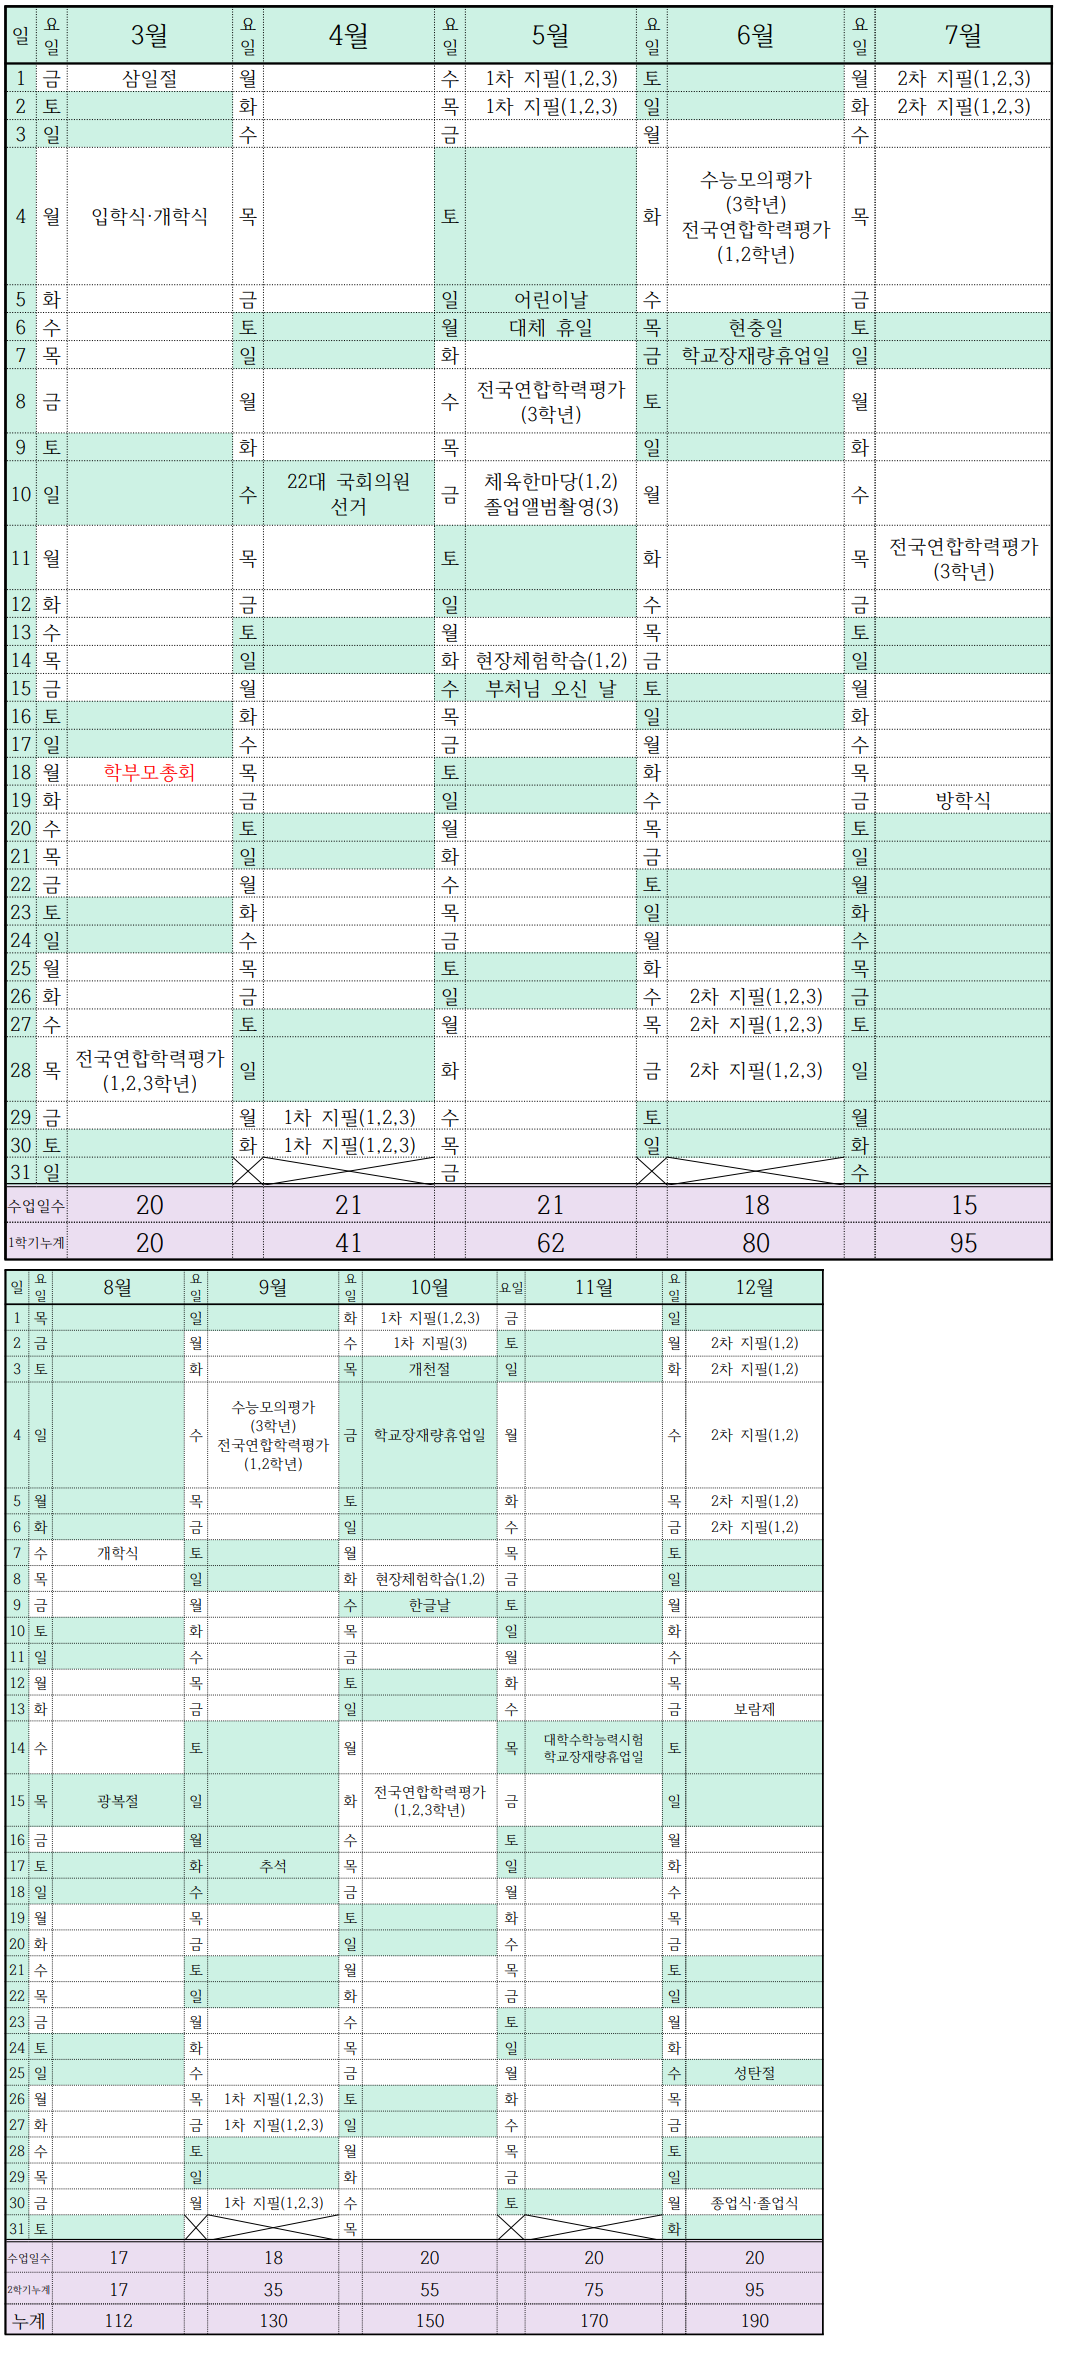 일 요일 3월 요일 4월 요일 5월 요일 6월 요일 7월
1 금 삼일절 월 수 1차 지필(1,2,3) 토 월 2차 지필(1,2,3)
2 토 화 목 1차 지필(1,2,3) 일 화 2차 지필(1,2,3)
3 일 수 금 월 수
4 월 입학식·개학식 목 토 화 수능모의평가 (3학년) 전국연합학력평가 (1,2학년) 목
5 화 금 일 어린이날 수 금
6 수 토 월 대체 휴일 목 현충일 토
7 목 일 화 금 학교장재량휴업일 일
8 금 월 수 전국연합학력평가 (3학년) 토 월
9 토 화 목 일 화
10 일 수 22대 국회의원 선거 금 체육한마당(1,2) 졸업앨범촬영(3) 월 수
11 월 목 토 화 목 전국연합학력평가 (3학년)
12 화 금 일 수 금
13 수 토 월 목 토
14 목 일 화 현장체험학습(1,2) 금 일
15 금 월 수 부처님 오신 날 토 월
16 토 화 목 일 화
17 일 수 금 월 수
18 월 학부모총회 목 토 화 목
19 화 금 일 수 금 방학식
20 수 토 월 목 토
21 목 일 화 금 일
22 금 월 수 토 월
23 토 화 목 일 화
24 일 수 금 월 수
25 월 목 토 화 목
26 화 금 일 수 2차 지필(1,2,3) 금
27 수 토 월 목 2차 지필(1,2,3) 토
28 목 전국연합학력평가 (1,2,3학년) 일 화 금 2차 지필(1,2,3) 일
29 금 월 1차 지필(1,2,3) 수 토 월
30 토 화 1차 지필(1,2,3) 목 일 화
31 일 금 수
수업일수 20 21 21 18 15
1학기누계 20 41 62 80 95
일 요일 8월 요일 9월 요일 10월 요일 11월 요일 12월
1 목 일 화 1차 지필(1,2,3) 금 일
2 금 월 수 1차 지필(3) 토 월 2차 지필(1,2)
3 토 화 목 개천절 일 화 2차 지필(1,2)
4 일 수 수능모의평가 (3학년) 전국연합학력평가 (1,2학년) 금 학교장재량휴업일 월 수 2차 지필(1,2)
5 월 목 토 화 목 2차 지필(1,2)
6 화 금 일 수 금 2차 지필(1,2)
7 수 개학식 토 월 목 토
8 목 일 화 현장체험학습(1,2) 금 일
9 금 월 수 한글날 토 월
10 토 화 목 일 화
11 일 수 금 월 수
12 월 목 토 화 목
13 화 금 일 수 금 보람제
14 수 토 월 목 대학수학능력시험 학교장재량휴업일 토
15 목 광복절 일 화 전국연합학력평가 (1,2,3학년) 금 일
16 금 월 수 토 월
17 토 화 추석 목 일 화
18 일 수 금 월 수
19 월 목 토 화 목
20 화 금 일 수 금
21 수 토 월 목 토
22 목 일 화 금 일
23 금 월 수 토 월
24 토 화 목 일 화
25 일 수 금 월 수 성탄절
26 월 목 1차 지필(1,2,3) 토 화 목
27 화 금 1차 지필(1,2,3) 일 수 금
28 수 토 월 목 토
29 목 일 화 금 일
30 금 월 1차 지필(1,2,3) 수 토 월 종업식·졸업식
31 토 목 화
수업일수 17 18 20 20 20
2학기누계 17 35 55 75 95
누계 112 130 150 170 190